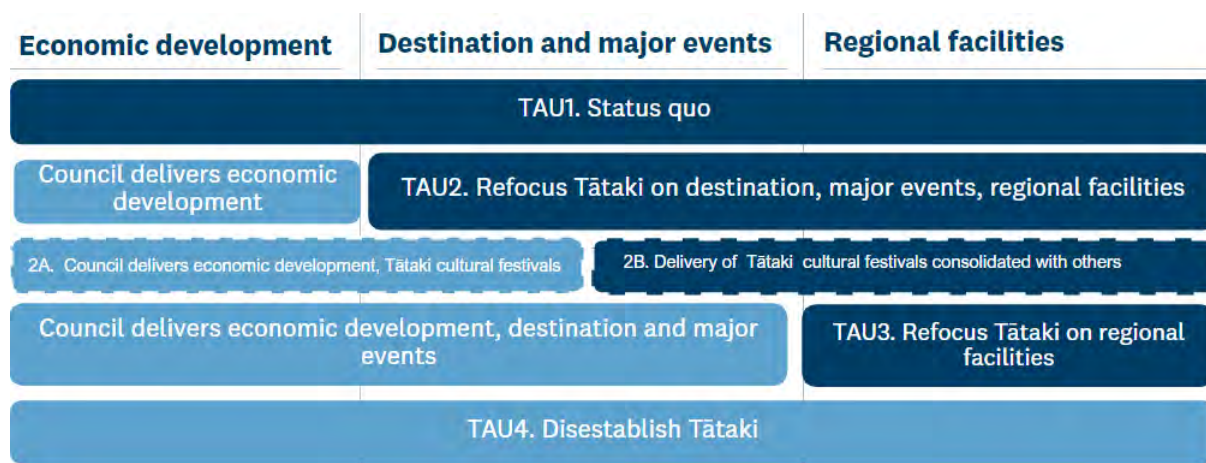 Economic development
Destination and major events
Regional facilities
TAU1. Status quo
Council delivers economic
development
TAU2. Refocus Tātaki on destination, major events, regional facilities
2A. Council delivers economic development, Tātaki cultural festivals
2B. Delivery of Tātaki cultural festivals consolidated with others
Council delivers economic development, destination and major
events
TAU3. Refocus Tātaki on regional
facilities
TAU4. Disestablish Tātaki